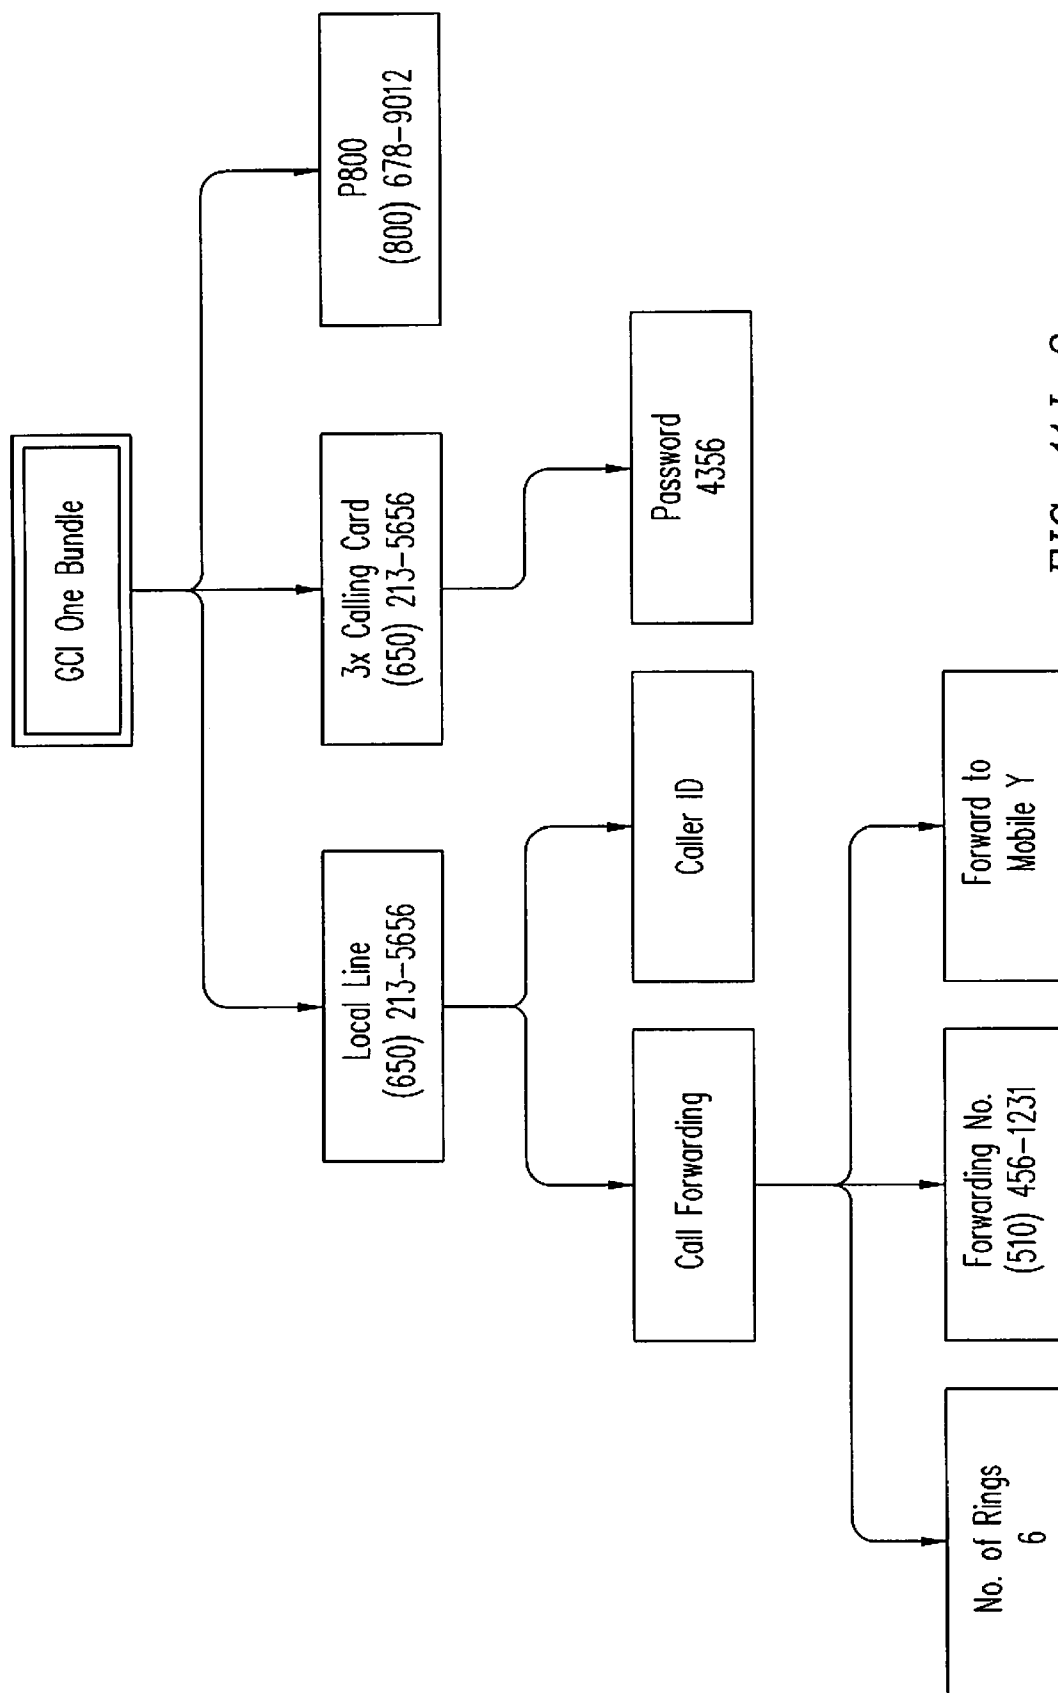 GCI One Bundle
Local Line
(650) 213-5656
3x Calling Card
(650) 213-5656
P800
(800) 678-9012
Call Forwarding
Caller ID
Password
4356
No. of Rings
6
Forwarding No.
(510) 456-1231
Forward to
Mobile Y